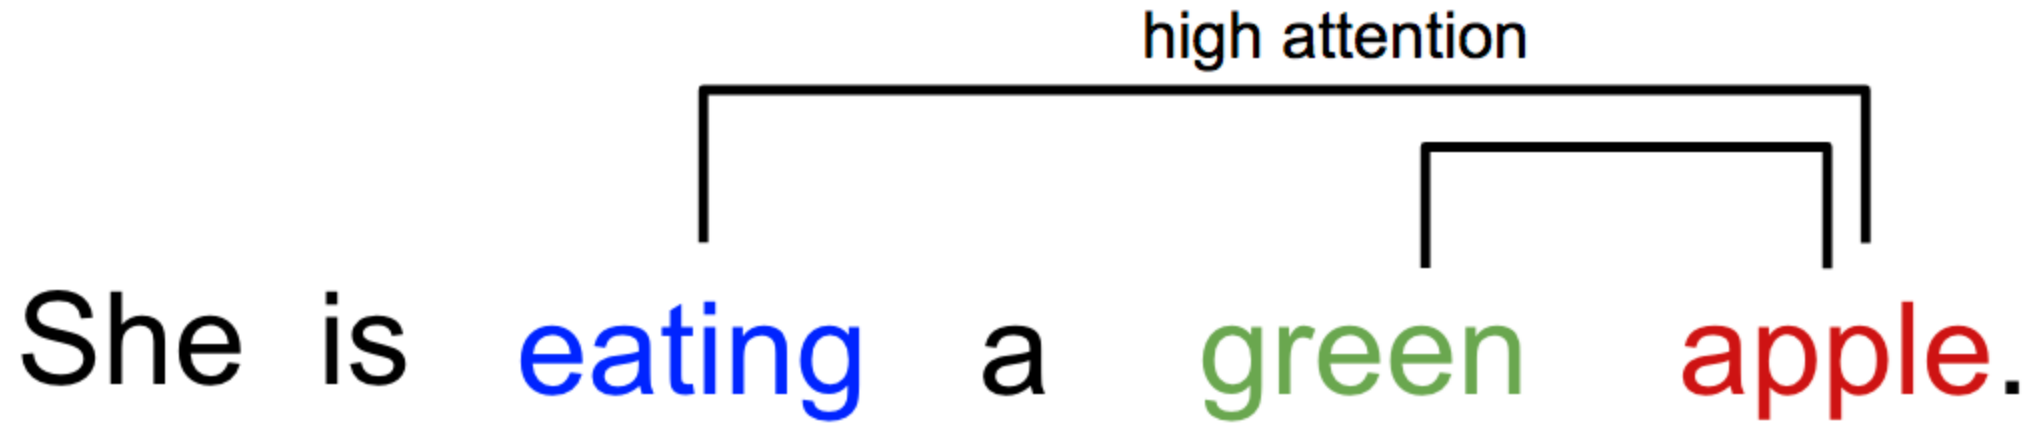 high attention
She is eating a green apple.